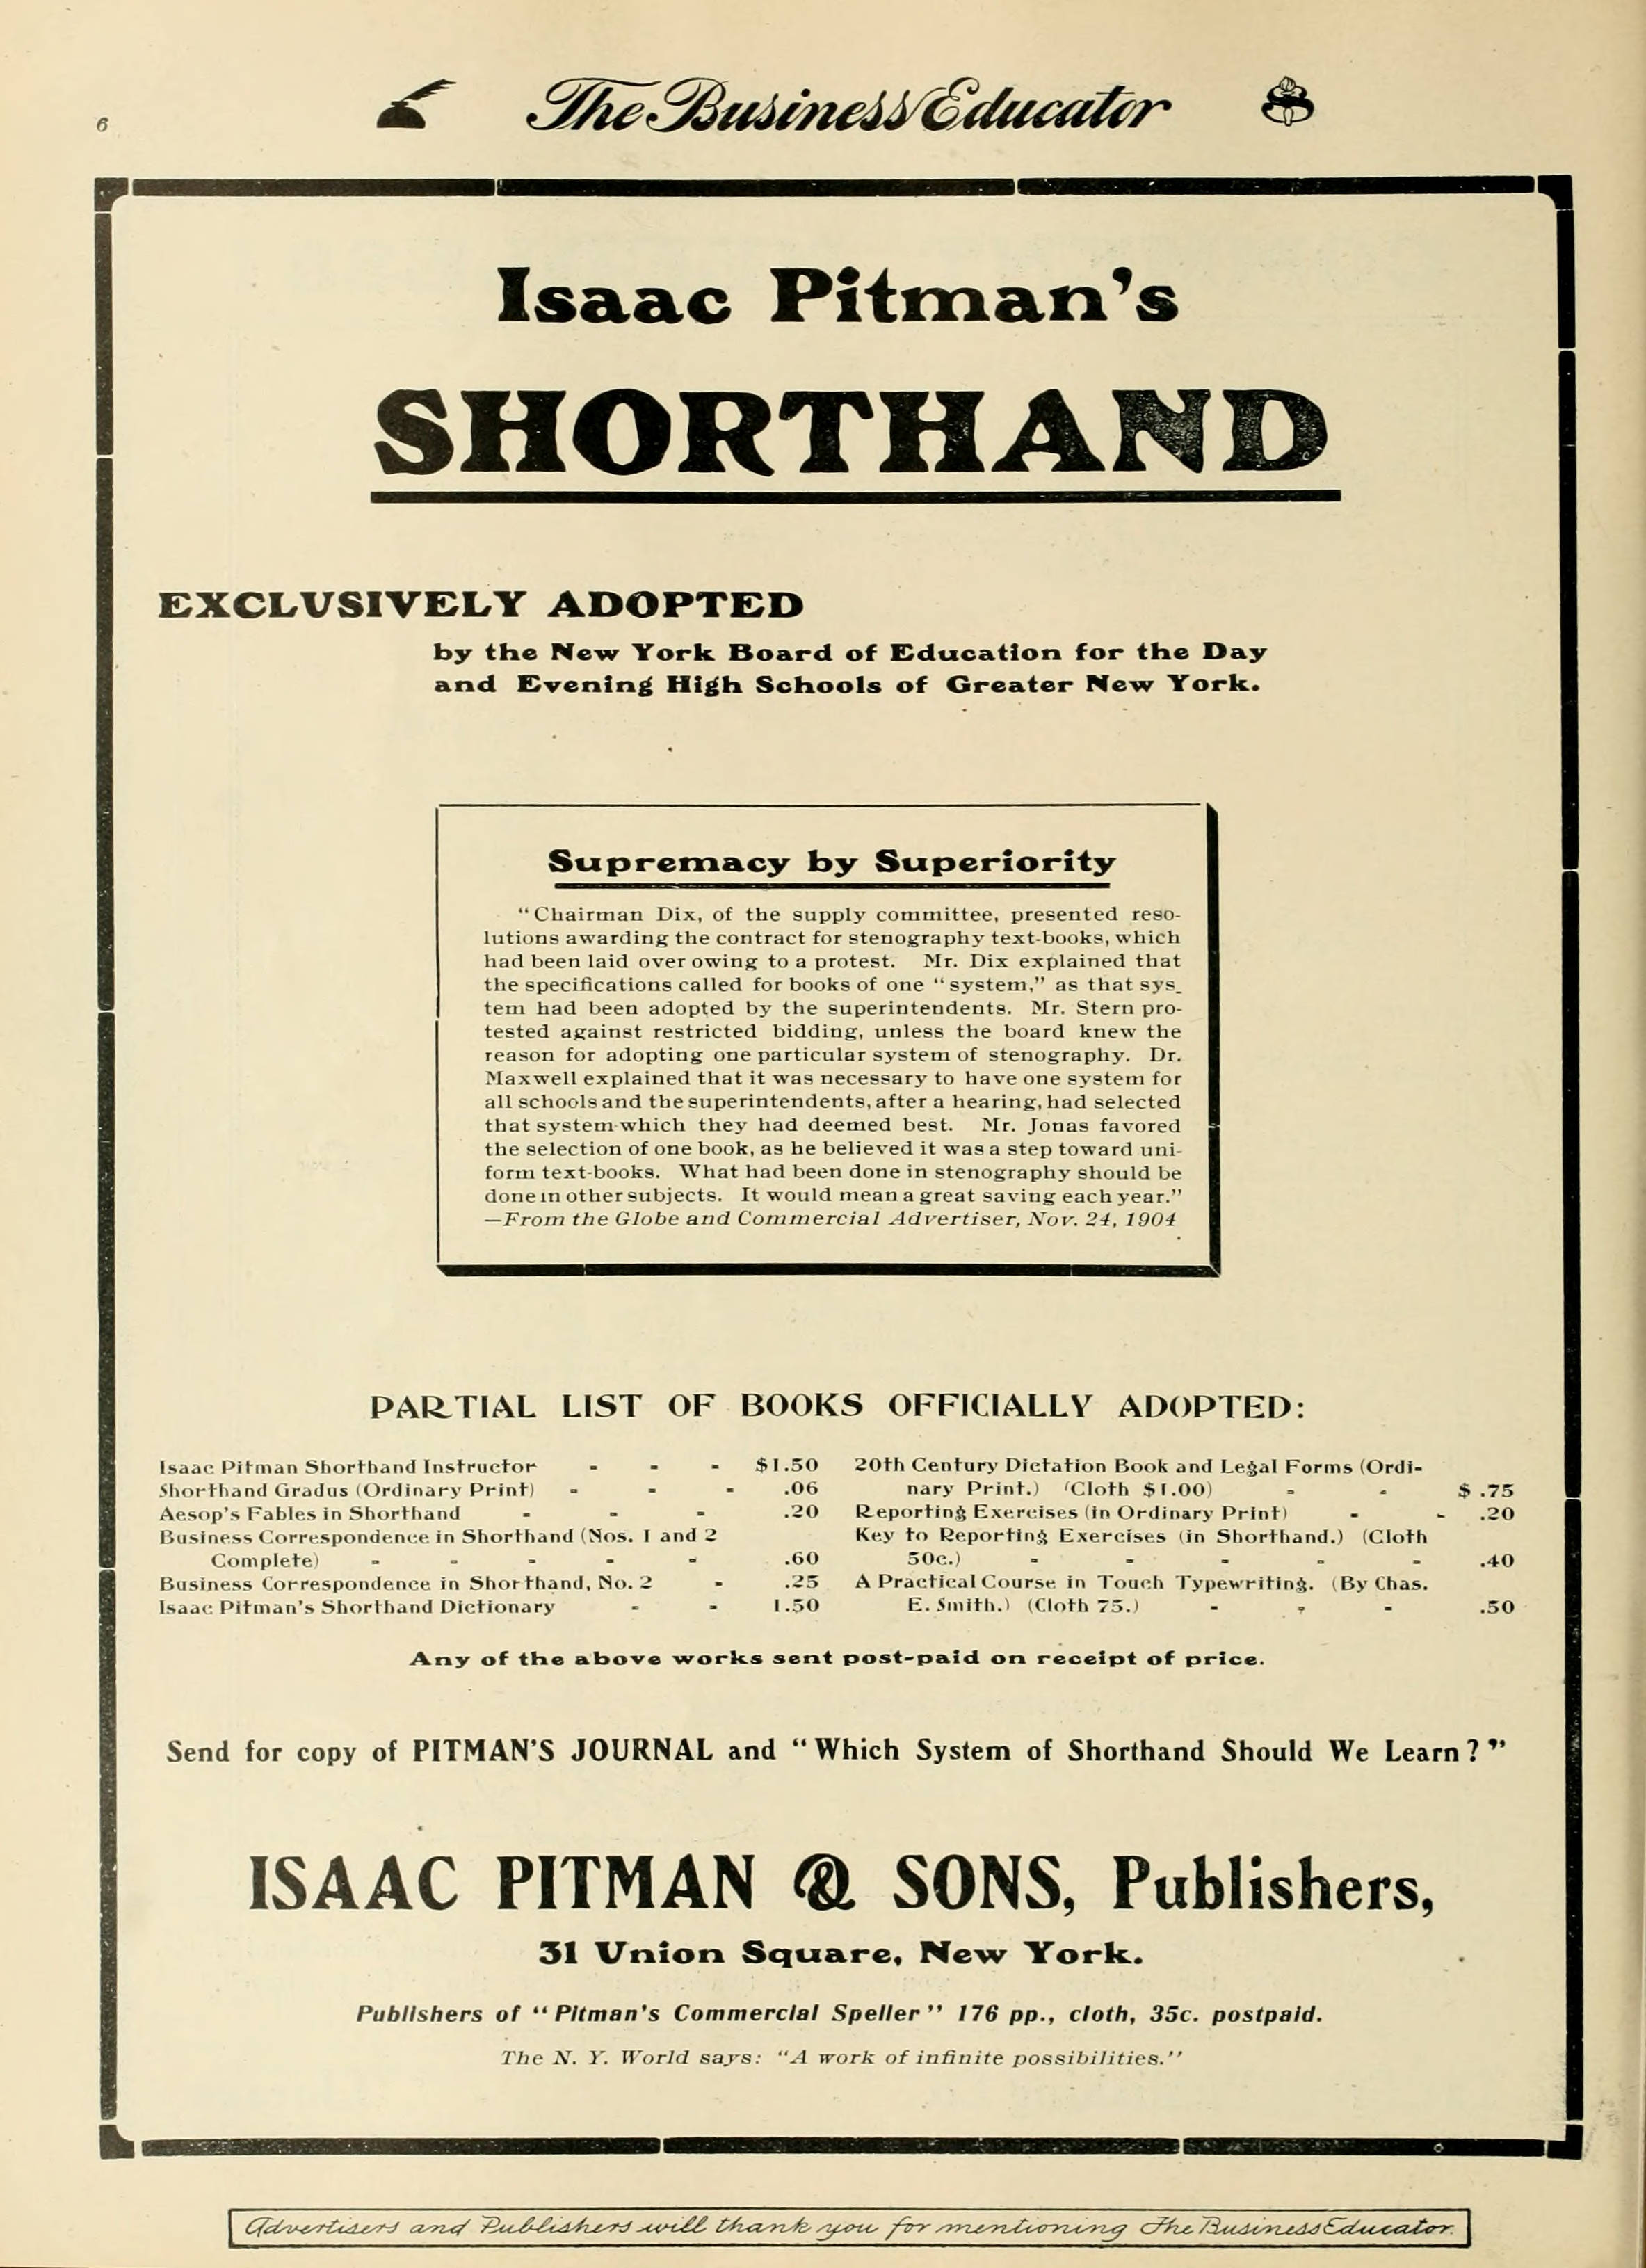 6
The Business Educator
Isaac Pitman's
SHORTHAND
EXCLUSIVELY ADOPTED
by the New York Board of Education for the Day
and Evening High Schools of Greater New York.
Supremacy by Superiority
"Chairman Dix, of the supply committee, presented reso-
lutions awarding the contract for stenography text-books, which
had been laid over owing to a protest. Mr. Dix explained that
the specifications called for books of one "system," as that sys-
tem had been adopted by the superintendents. Mr. Stern pro-
tested against restricted bidding, unless the board knew the
reason for adopting one particular system of stenography. Dr.
Maxwell explained that it was necessary to have one system for
all schools and the superintendents, after a hearing, had selected
that system which they had deemed best. Mr. Jonas favored
the selection of one book, as he believed it was a step toward uni-
form text-books. What had been done in stenography should be
done in other subjects. It would mean a great saving each year."
—From the Globe and Commercial Advertiser, Nov. 24, 1904
PARTIAL LIST OF BOOKS OFFICIALLY ADOPTED:
Isaac Pitman Shorthand Instructor - - - $1.50
Shorthand Gradus (Ordinary Print) - - - .06
Aesop's Fables in Shorthand - - - .20
Business Correspondence in Shorthand (Nos. 1 and 2
Complete) - - - - - .60
Business Correspondence in Shorthand, No. 2 - .25
Isaac Pitman's Shorthand Dictionary - - 1.50
20th Century Dictation Book and Legal Forms (Ordi-
nary Print.) (Cloth $1.00) - - $ .75
Reporting Exercises (in Ordinary Print) - - .20
Key to Reporting Exercises (in Shorthand.) (Cloth
50c.) - - - - - .40
A Practical Course in Touch Typewriting. (By Chas.
E. Smith.) (Cloth 75.) - - - .50
Any of the above works sent post-paid on receipt of price.
Send for copy of PITMAN'S JOURNAL and "Which System of Shorthand Should We Learn?"
ISAAC PITMAN & SONS, Publishers,
31 Union Square, New York.
Publishers of "Pitman's Commercial Speller" 176 pp., cloth, 35c. postpaid.
The N. Y. World says: "A work of infinite possibilities."
Advertisers and Publishers will thank you for mentioning The Business Educator.